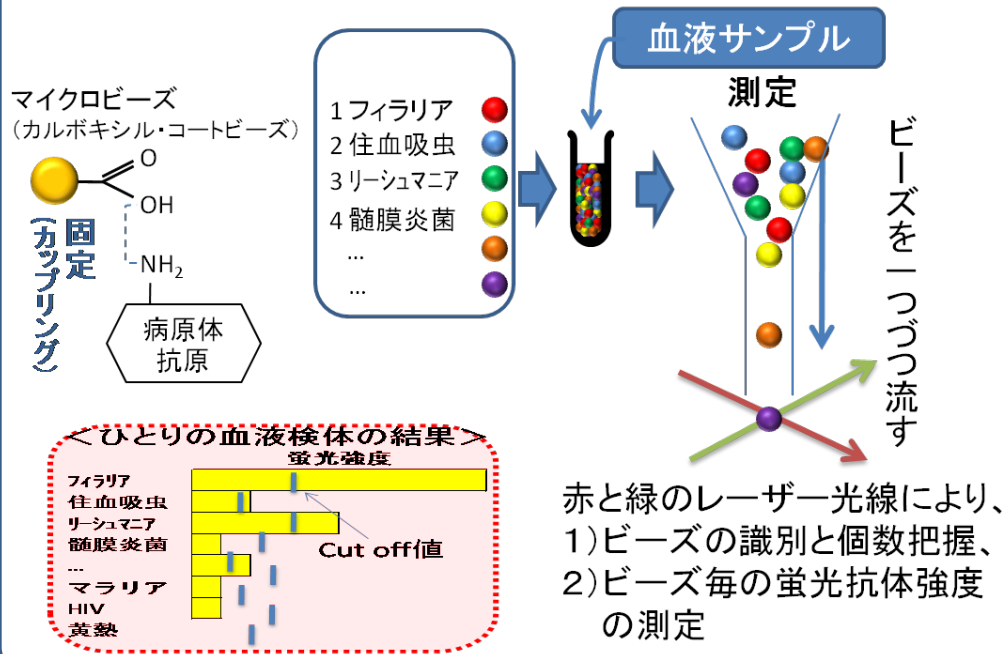 血液サンプル
マイクロビーズ
（カルボキシル・コートビーズ）
O
OH
固定
（カップリング）
NH₂
病原体
抗原
1 フィラリア
2 住血吸虫
3 リーシュマニア
4 髄膜炎菌
...
...
測定
ビーズを一つづつ流す
＜ひとりの血液検体の結果＞
蛍光強度
フィラリア
住血吸虫
リーシュマニア
髄膜炎菌
...
マラリア
HIV
黄熱
Cut off値
赤と緑のレーザー光線により、
1）ビーズの識別と個数把握、
2）ビーズ毎の蛍光抗体強度
の測定